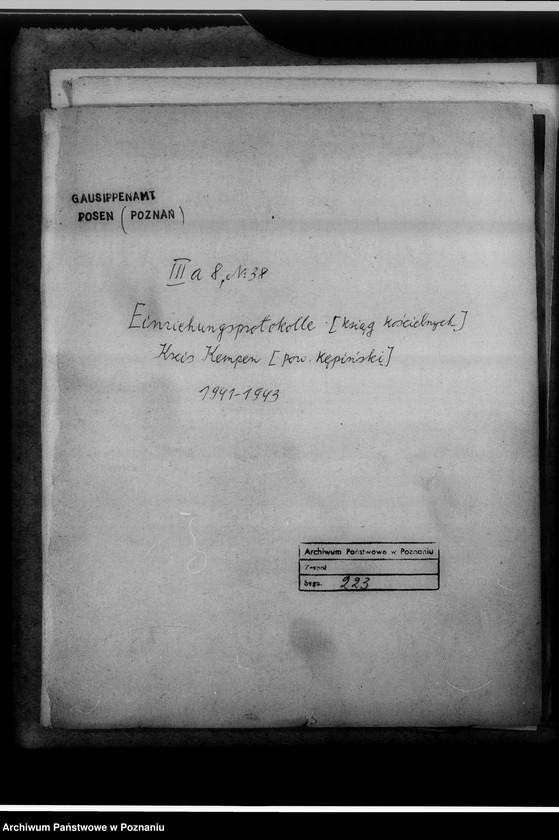 GAUSIPPENAMT
POSEN (POZNAŃ)
III a 8, № 38
Einziehungsprotokolle [ksiąg kościelnych]
Kreis Kempen [pow. kępiński]
1941-1943
Archiwum Państwowe w Poznaniu
Zespół
Sygn. 223
Archiwum Państwowe w Poznaniu